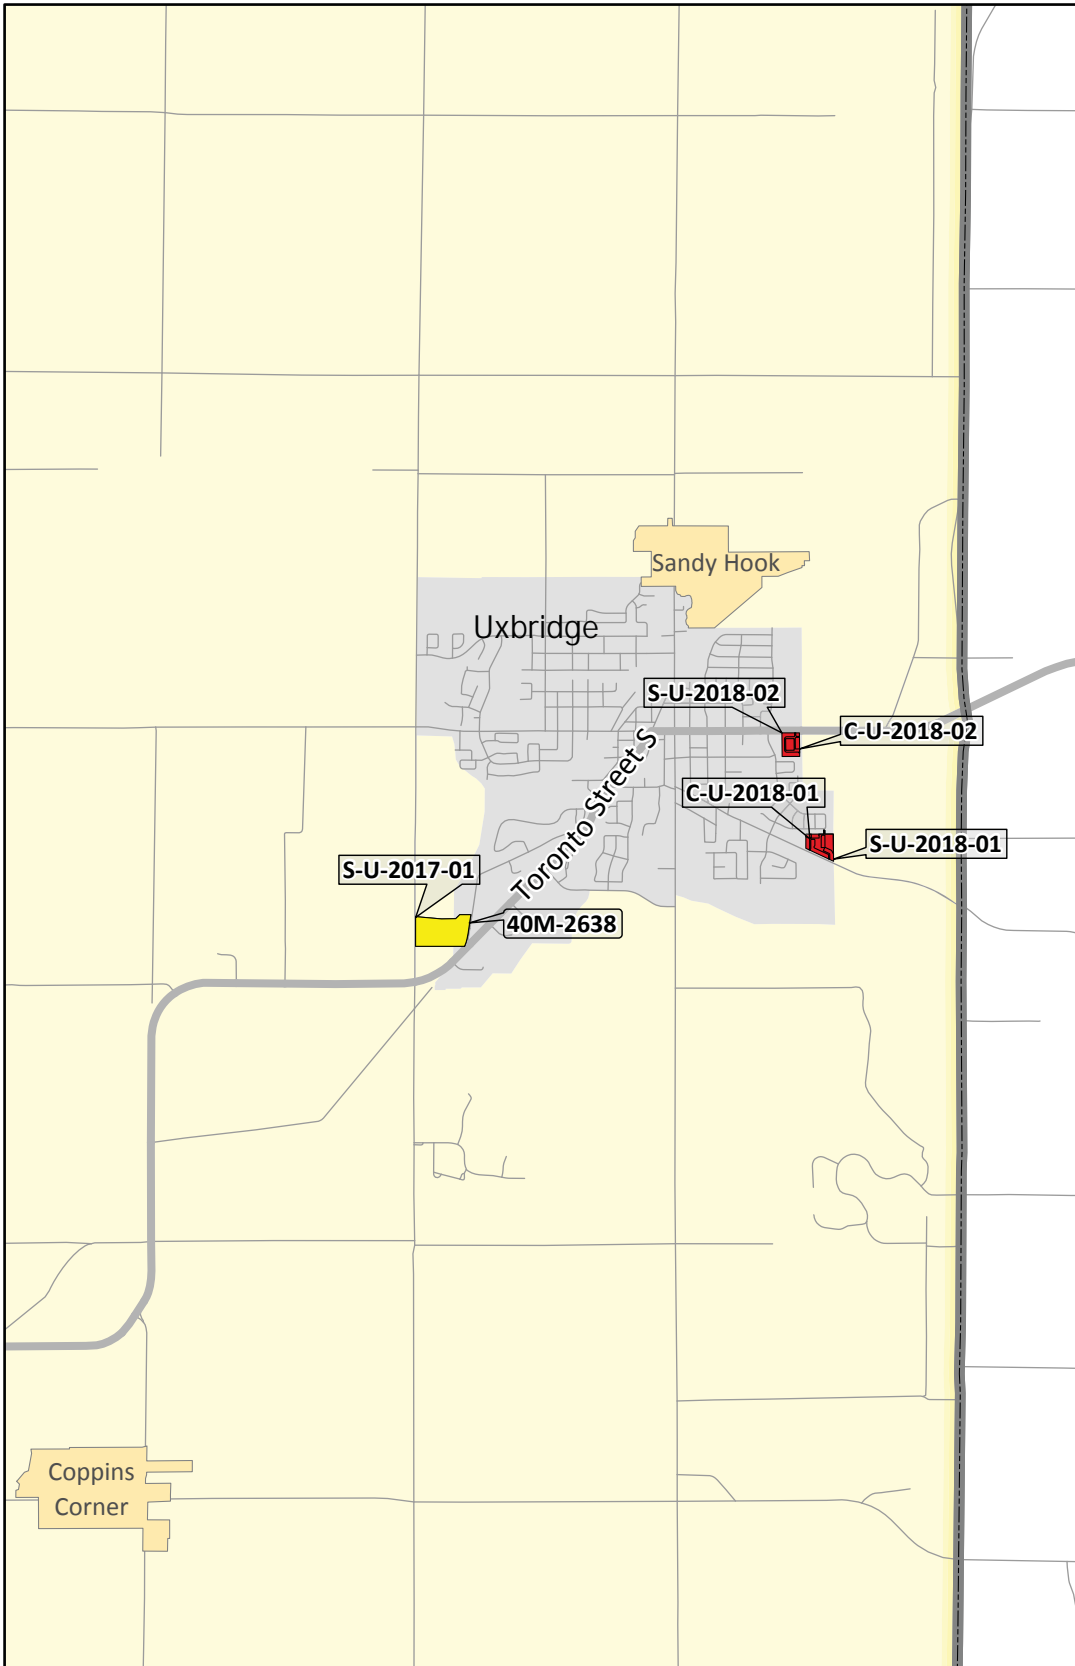 Sandy Hook
Uxbridge
S-U-2018-02
C-U-2018-02
Toronto Street S
C-U-2018-01
S-U-2018-01
S-U-2017-01
40M-2638
Coppins
Corner